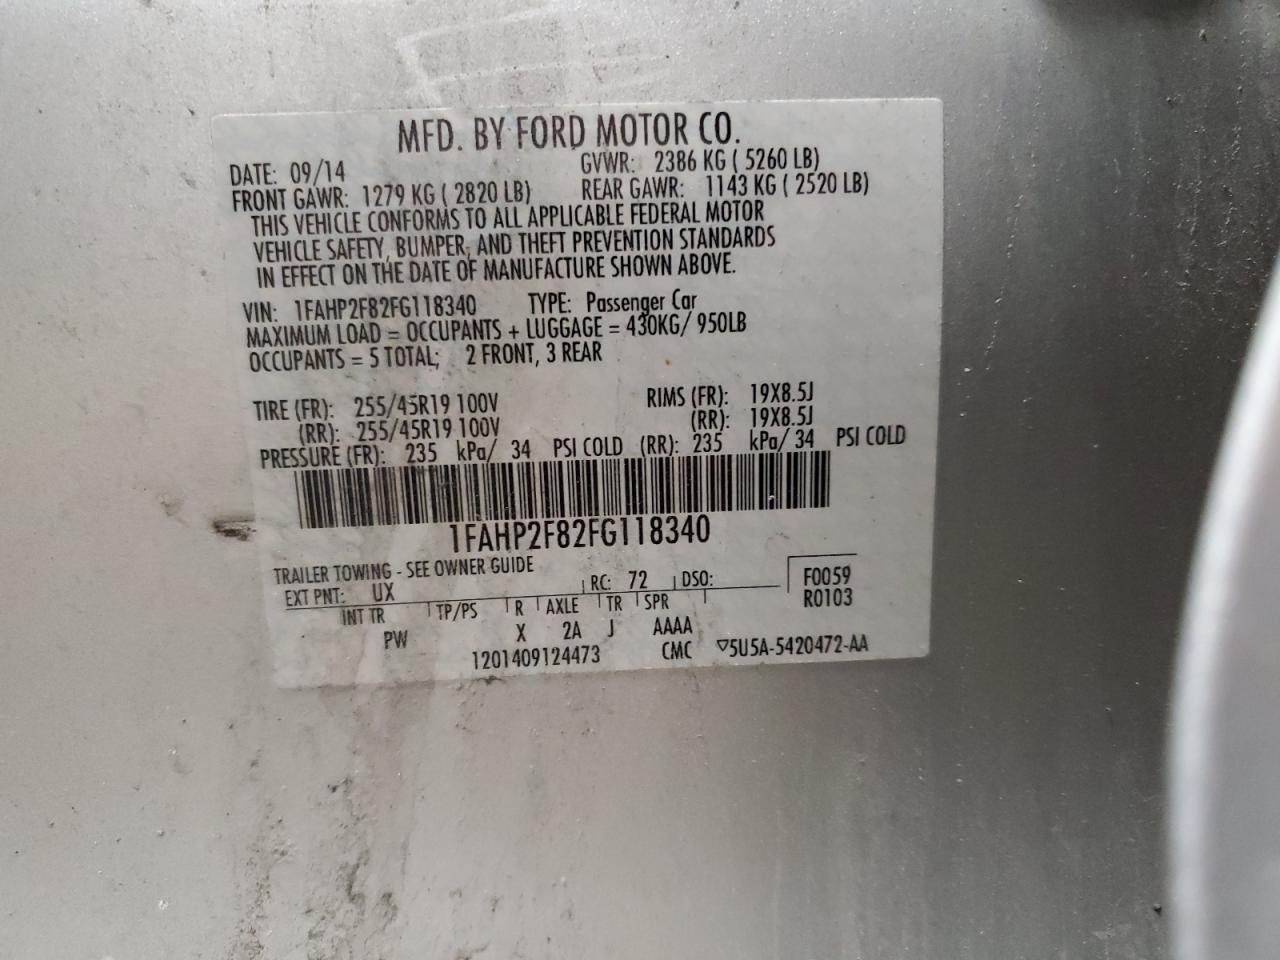 MFD. BY FORD MOTOR CO.
DATE: 09/14 GVWR: 2386 KG ( 5260 LB)
FRONT GAWR: 1279 KG ( 2820 LB) REAR GAWR: 1143 KG ( 2520 LB)
THIS VEHICLE CONFORMS TO ALL APPLICABLE FEDERAL MOTOR
VEHICLE SAFETY, BUMPER, AND THEFT PREVENTION STANDARDS
IN EFFECT ON THE DATE OF MANUFACTURE SHOWN ABOVE.
VIN: 1FAHP2F82FG118340 TYPE: Passenger Car
MAXIMUM LOAD = OCCUPANTS + LUGGAGE = 430KG/ 950LB
OCCUPANTS = 5 TOTAL; 2 FRONT, 3 REAR
TIRE (FR): 255/45R19 100V RIMS (FR): 19X8.5J
(RR): 255/45R19 100V (RR): 19X8.5J
PRESSURE (FR): 235 kPa/ 34 PSI COLD (RR): 235 kPa/ 34 PSI COLD
1FAHP2F82FG118340
TRAILER TOWING - SEE OWNER GUIDE
EXT PNT: UX RC: 72 DSO: F0059
INT TR TP/PS R AXLE TR SPR R0103
PW X 2A J AAAA
1201409124473 CMC ▽5U5A-5420472-AA